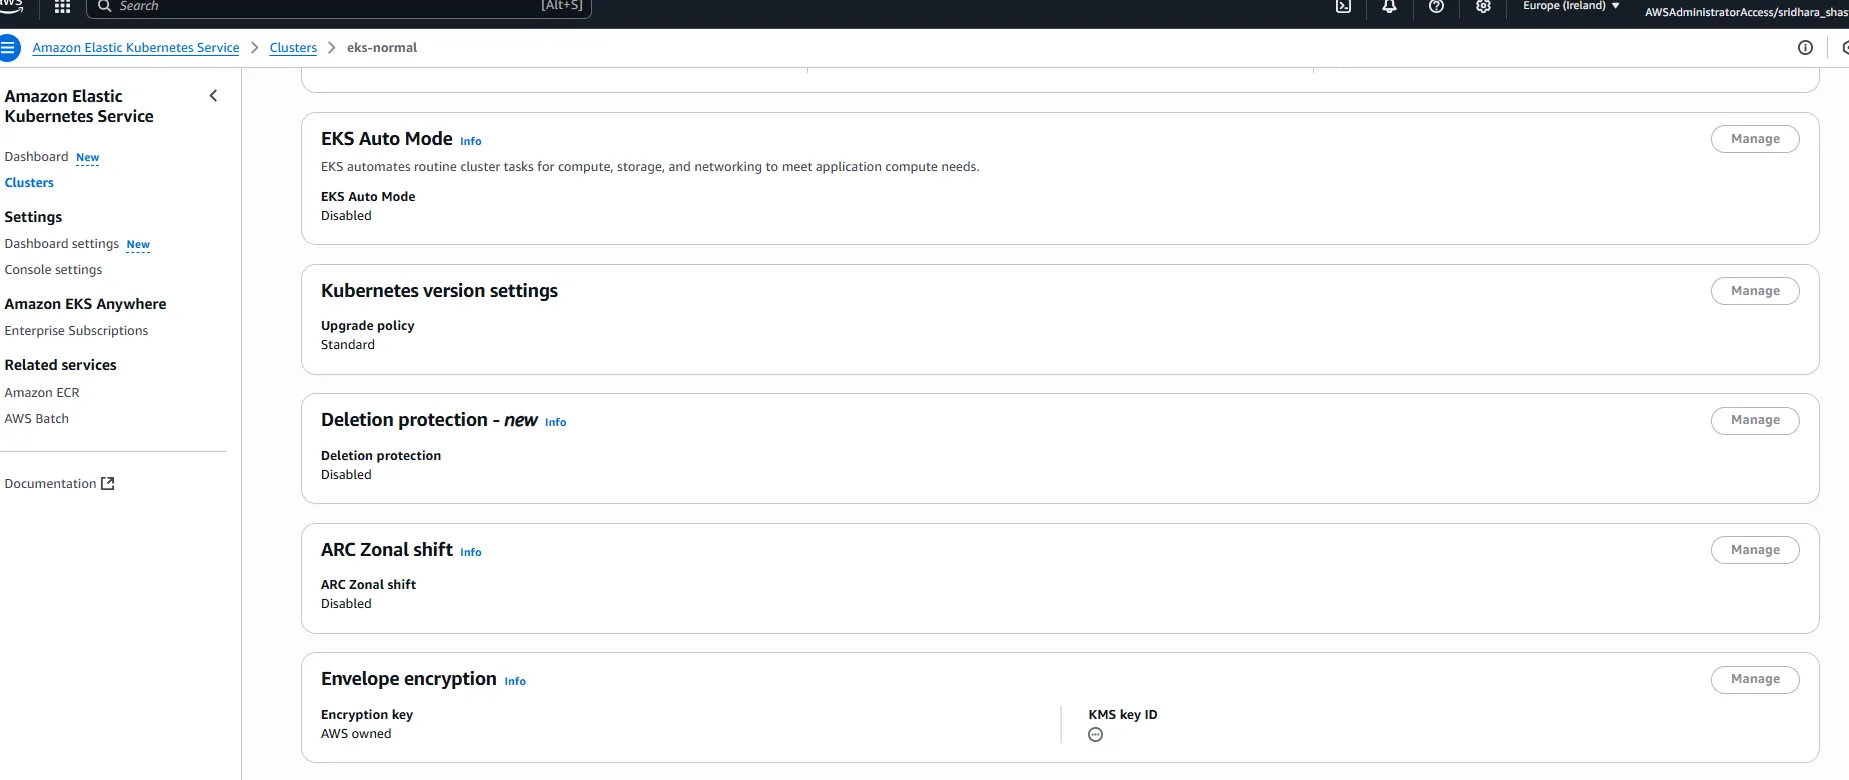 aws
Search
[Alt+S]
Europe (Ireland)
AWSAdministratorAccess/sridhara_shas
Amazon Elastic Kubernetes Service > Clusters > eks-normal
Amazon Elastic
Kubernetes Service
Dashboard New
Clusters
Settings
Dashboard settings New
Console settings
Amazon EKS Anywhere
Enterprise Subscriptions
Related services
Amazon ECR
AWS Batch
Documentation
EKS Auto Mode Info
Manage
EKS automates routine cluster tasks for compute, storage, and networking to meet application compute needs.
EKS Auto Mode
Disabled
Kubernetes version settings
Manage
Upgrade policy
Standard
Deletion protection - new Info
Manage
Deletion protection
Disabled
ARC Zonal shift Info
Manage
ARC Zonal shift
Disabled
Envelope encryption Info
Manage
Encryption key
AWS owned
KMS key ID